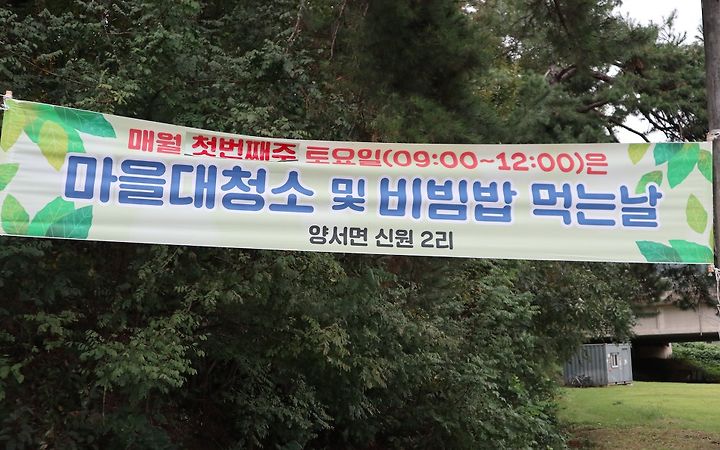 매월 첫번째주 토요일(09:00~12:00)은
마을대청소 및 비빔밥 먹는날
양서면 신원 2리